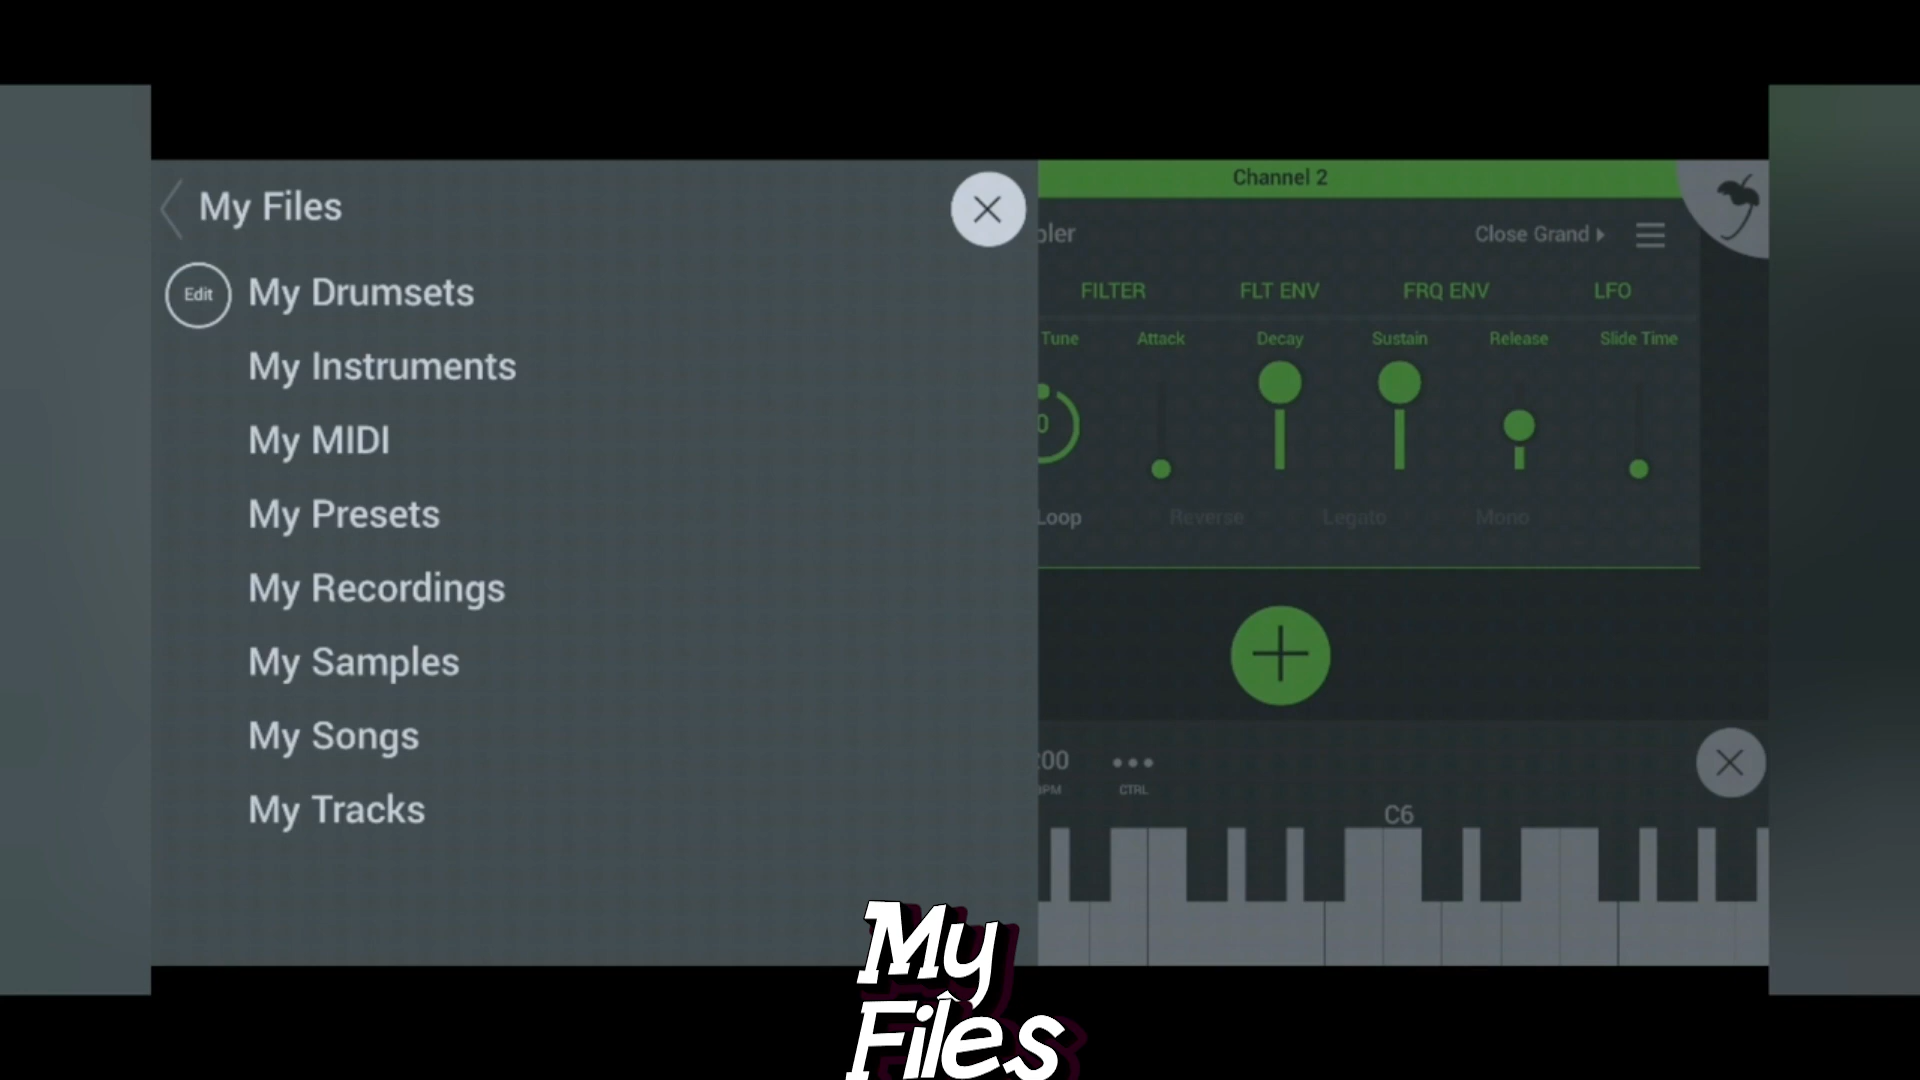 My Files
Edit
My Drumsets
My Instruments
My MIDI
My Presets
My Recordings
My Samples
My Songs
My Tracks
Channel 2
Close Grand
FILTER
FLT ENV
FRQ ENV
LFO
Tune
Attack
Decay
Sustain
Release
Slide Time
0
Loop
Reverse
Legato
Mono
CTRL
C6
My
Files